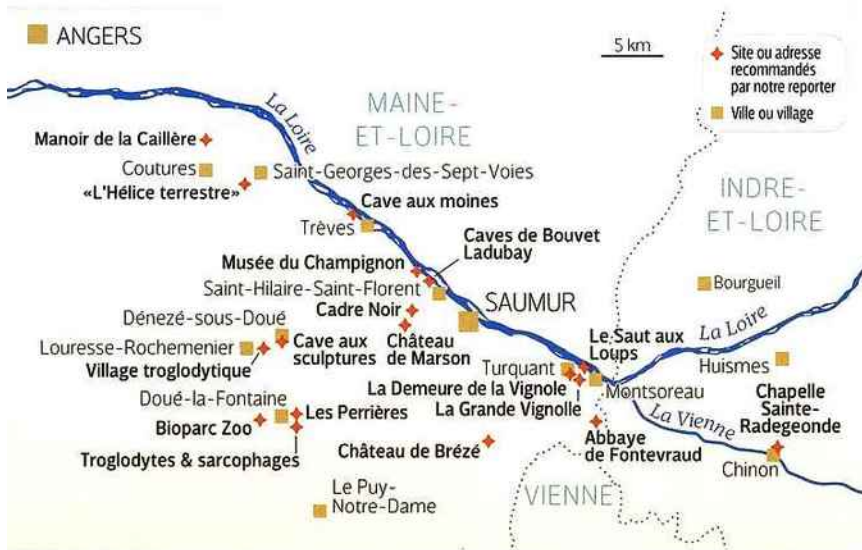 ANGERS
5 km
Site ou adresse
recommandés
par notre reporter
Ville ou village
La Loire
MAINE-
ET-LOIRE
Manoir de la Caillère
Coutures
Saint-Georges-des-Sept-Voies
«L'Hélice terrestre»
INDRE-
ET-LOIRE
Cave aux moines
Trèves
Caves de Bouvet
Ladubay
Musée du Champignon
Saint-Hilaire-Saint-Florent
Bourgueil
Cadre Noir
SAUMUR
Dénezé-sous-Doué
Château
de Marson
La Loire
Louresse-Rochemenier
Cave aux
sculptures
Village troglodytique
Le Saut aux
Loups
Turquant
Huismes
Montsoreau
La Demeure de la Vignole
La Grande Vignolle
Doué-la-Fontaine
Les Perrières
Bioparc Zoo
Troglodytes & sarcophages
La Vienne
Chapelle
Sainte-
Radegeonde
Chinon
Château de Brézé
Abbaye
de Fontevraud
Le Puy-
Notre-Dame
VIENNE